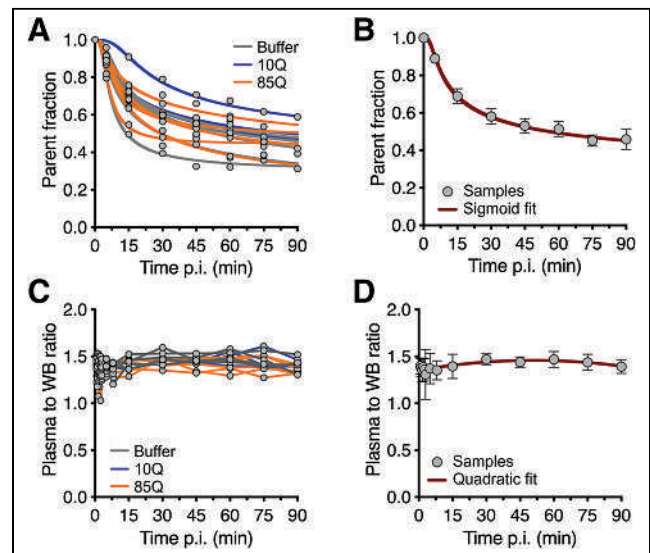 A
Parent fraction
1.0
0.8
0.6
0.4
0.2
0.0
Buffer
10Q
85Q
0 15 30 45 60 75 90
Time p.i. (min)
B
Parent fraction
1.0
0.8
0.6
0.4
0.2
0.0
Samples
Sigmoid fit
0 15 30 45 60 75 90
Time p.i. (min)
C
Plasma to WB ratio
2.0
1.5
1.0
0.5
0.0
Buffer
10Q
85Q
0 15 30 45 60 75 90
Time p.i. (min)
D
Plasma to WB ratio
2.0
1.5
1.0
0.5
0.0
Samples
Quadratic fit
0 15 30 45 60 75 90
Time p.i. (min)